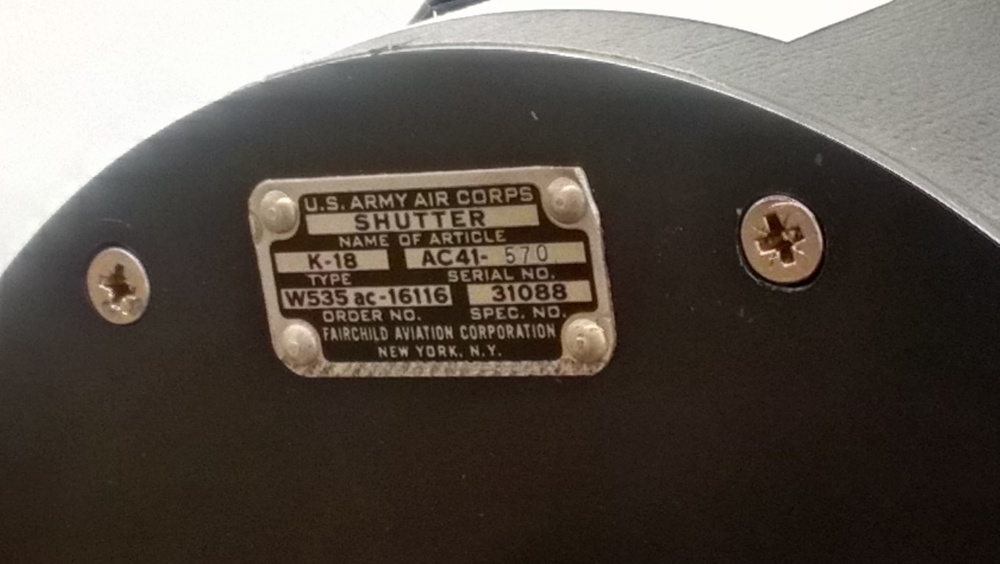 U.S. ARMY AIR CORPS
SHUTTER
NAME OF ARTICLE
K-18 AC41- 570
TYPE SERIAL NO.
W535 ac-16116 31088
ORDER NO. SPEC. NO.
FAIRCHILD AVIATION CORPORATION
NEW YORK, N.Y.